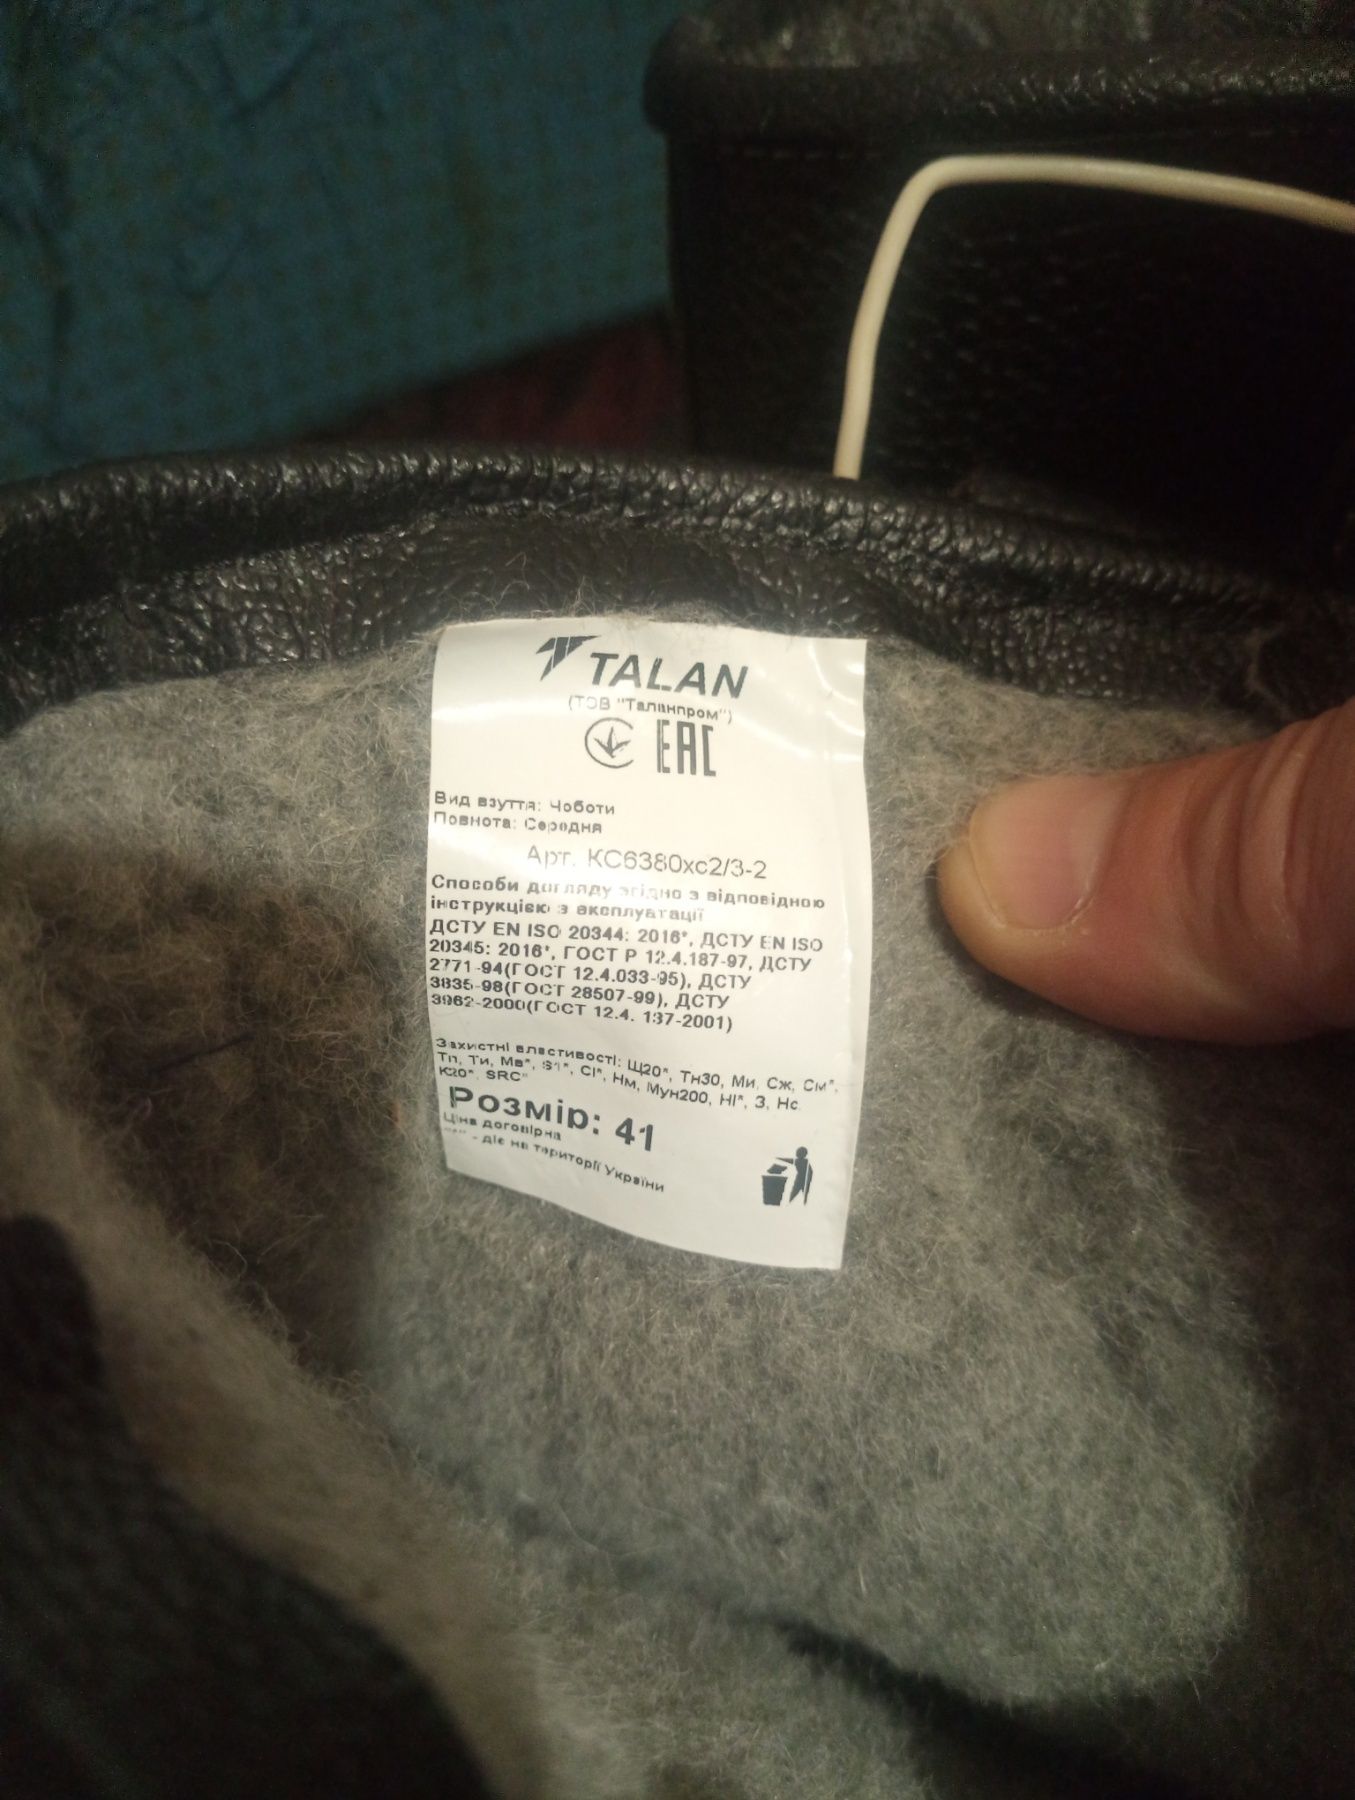 TALAN
(ТОВ "Таланпром")
ЕАС
Вид взуття: Чоботи
Повнота: Середня
Арт. КС6380хс2/3-2
Способи догляду згідно з відповідною
інструкцією з експлуатації
ДСТУ EN ISO 20344: 2016*, ДСТУ EN ISO
20345: 2016*, ГОСТ Р 12.4.187-97, ДСТУ
2771-94(ГОСТ 12.4.033-95), ДСТУ
3835-98(ГОСТ 28507-99), ДСТУ
3962-2000(ГОСТ 12.4. 137-2001)
Захистні властивості: Щ20*, Тн30, Ми, Сж, См*,
Тп, Ти, Мв*, S1*, CI*, Нм, Мун200, HI*, З, Нс,
К20*, SRC*
Розмір: 41
Ціна договірна
"*" - діє на території України